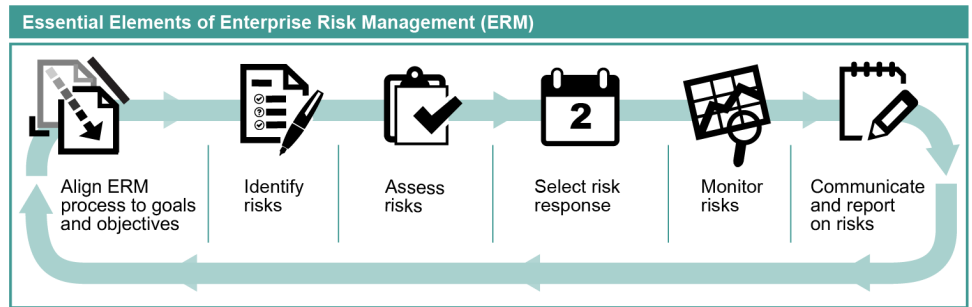 Essential Elements of Enterprise Risk Management (ERM)
2
Align ERM
process to goals
and objectives
Identify
risks
Assess
risks
Select risk
response
Monitor
risks
Communicate
and report
on risks